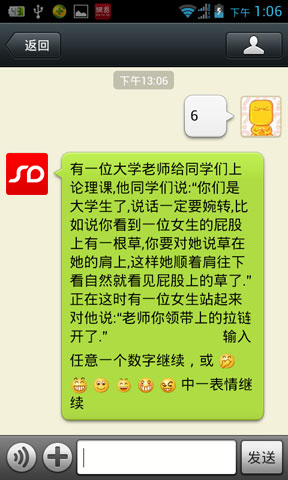 下午 1:06
返回
下午13:06
6
有一位大学老师给同学们上
论理课,他同学们说:“你们是
大学生了,说话一定要婉转,比
如说你看到一位女生的屁股
上有一根草,你要对她说草在
她的肩上,这样她顺着肩往下
看自然就看见屁股上的草了.”
正在这时有一位女生站起来
对他说:“老师你领带上的拉链
开了.” 输入
任意一个数字继续，或
中一表情继
续
发送